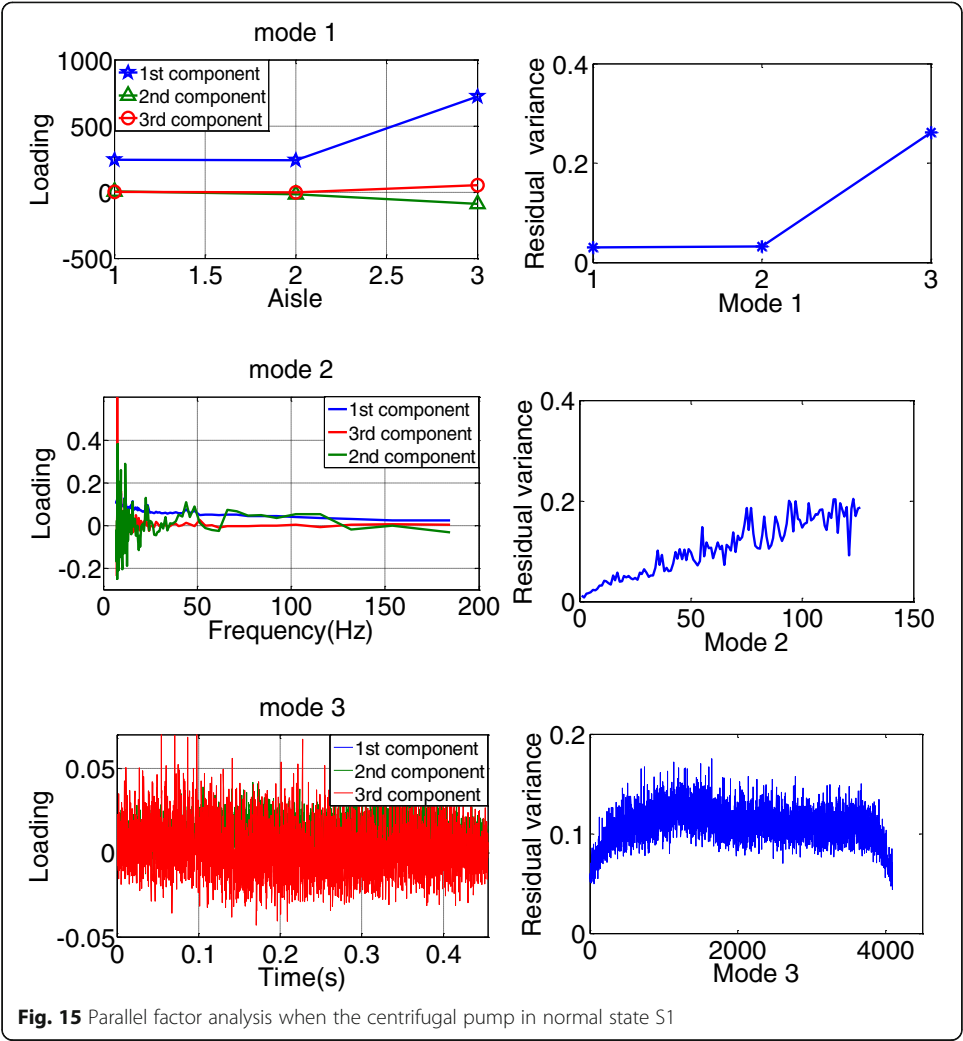 mode 1
1000
500
0
-500
Loading
1st component
2nd component
3rd component
1
1.5
2
2.5
3
Aisle
0.4
0.2
0
Residual variance
1
2
3
Mode 1
mode 2
0.4
0.2
0
-0.2
Loading
1st component
3rd component
2nd component
0
50
100
150
200
Frequency(Hz)
0.4
0.2
0
Residual variance
0
50
100
150
Mode 2
mode 3
0.05
0
-0.05
Loading
1st component
2nd component
3rd component
0
0.1
0.2
0.3
0.4
Time(s)
0.2
0.1
0
Residual variance
0
2000
4000
Mode 3
Fig. 15 Parallel factor analysis when the centrifugal pump in normal state S1